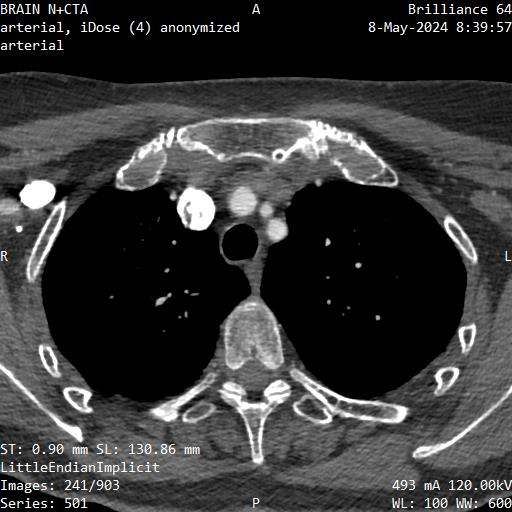 BRAIN N+CTA
arterial, iDose (4) anonymized
arterial
A
Brilliance 64
8-May-2024 8:39:57
R
L
ST: 0.90 mm SL: 130.86 mm
LittleEndianImplicit
Images: 241/903
Series: 501
P
493 mA 120.00kV
WL: 100 WW: 600